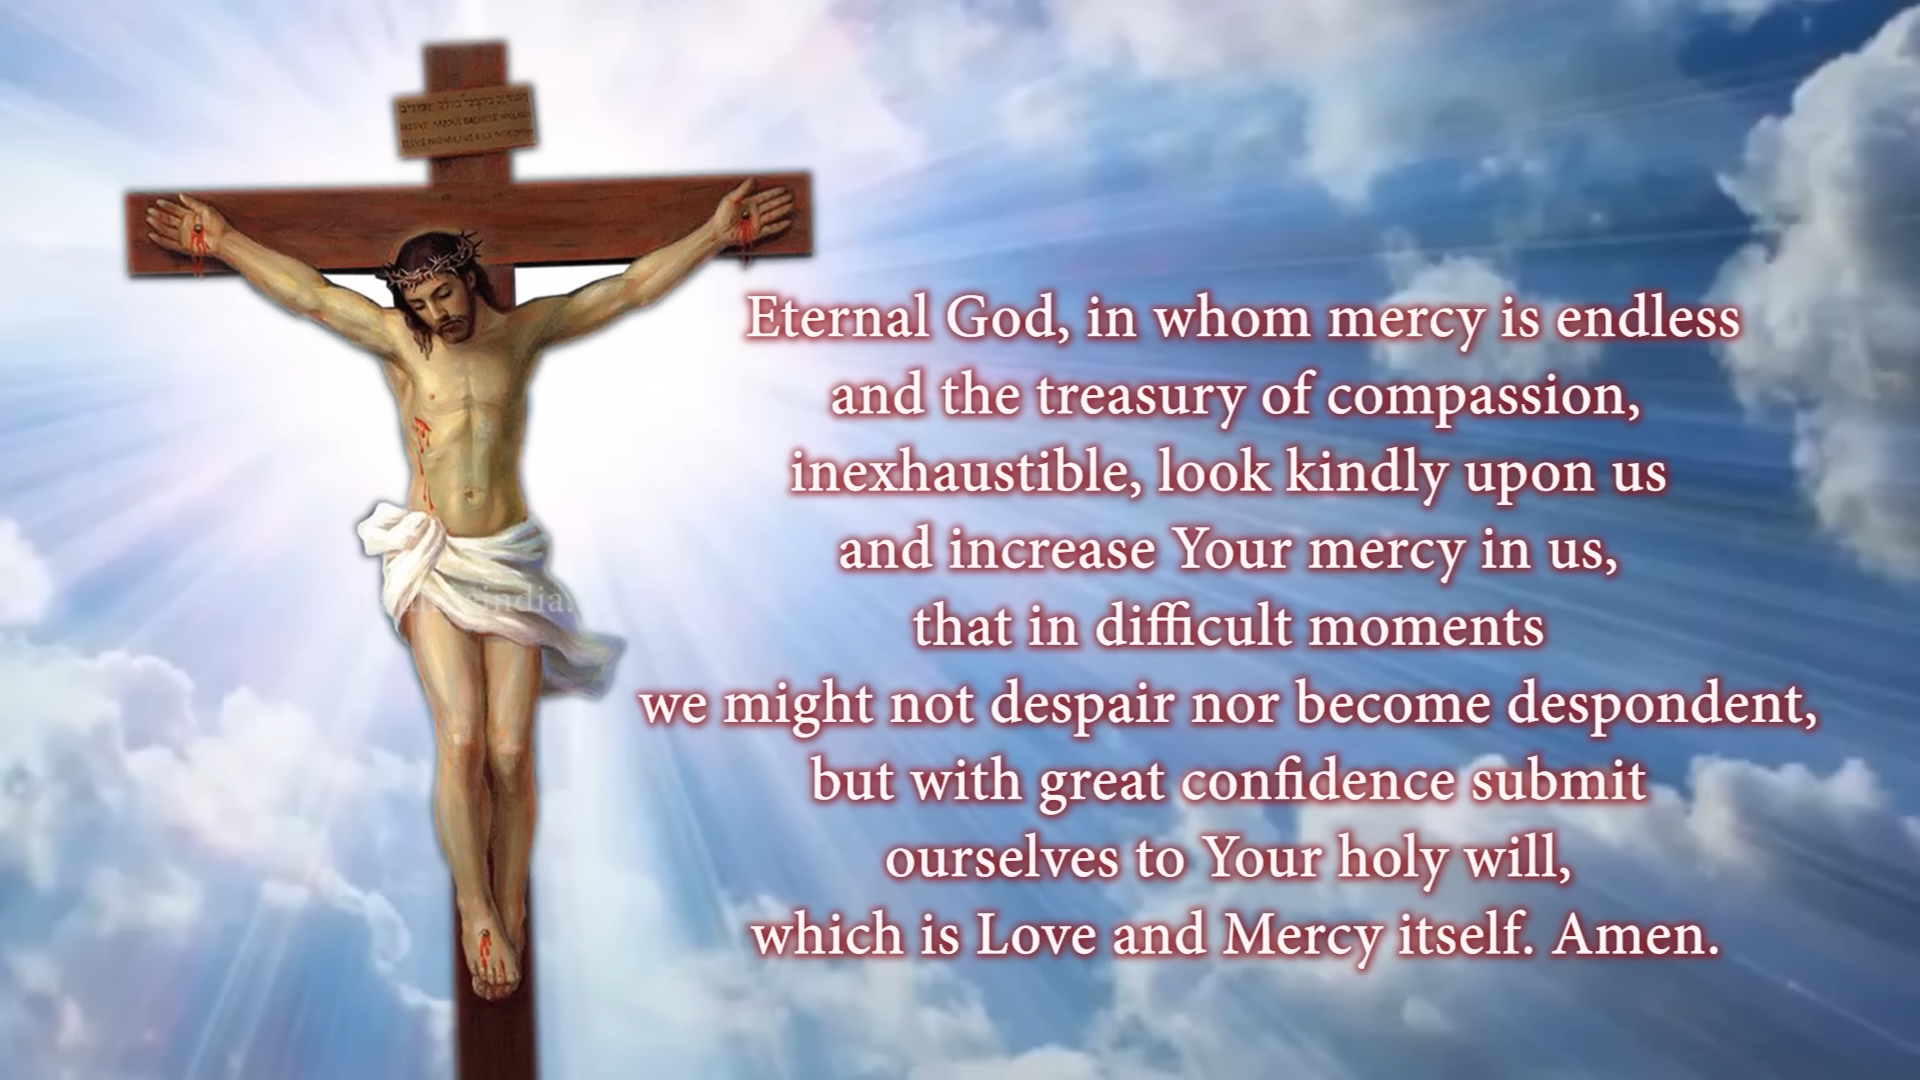 Eternal God, in whom mercy is endless
and the treasury of compassion,
inexhaustible, look kindly upon us
and increase Your mercy in us,
that in difficult moments
we might not despair nor become despondent,
but with great confidence submit
ourselves to Your holy will,
which is Love and Mercy itself. Amen.